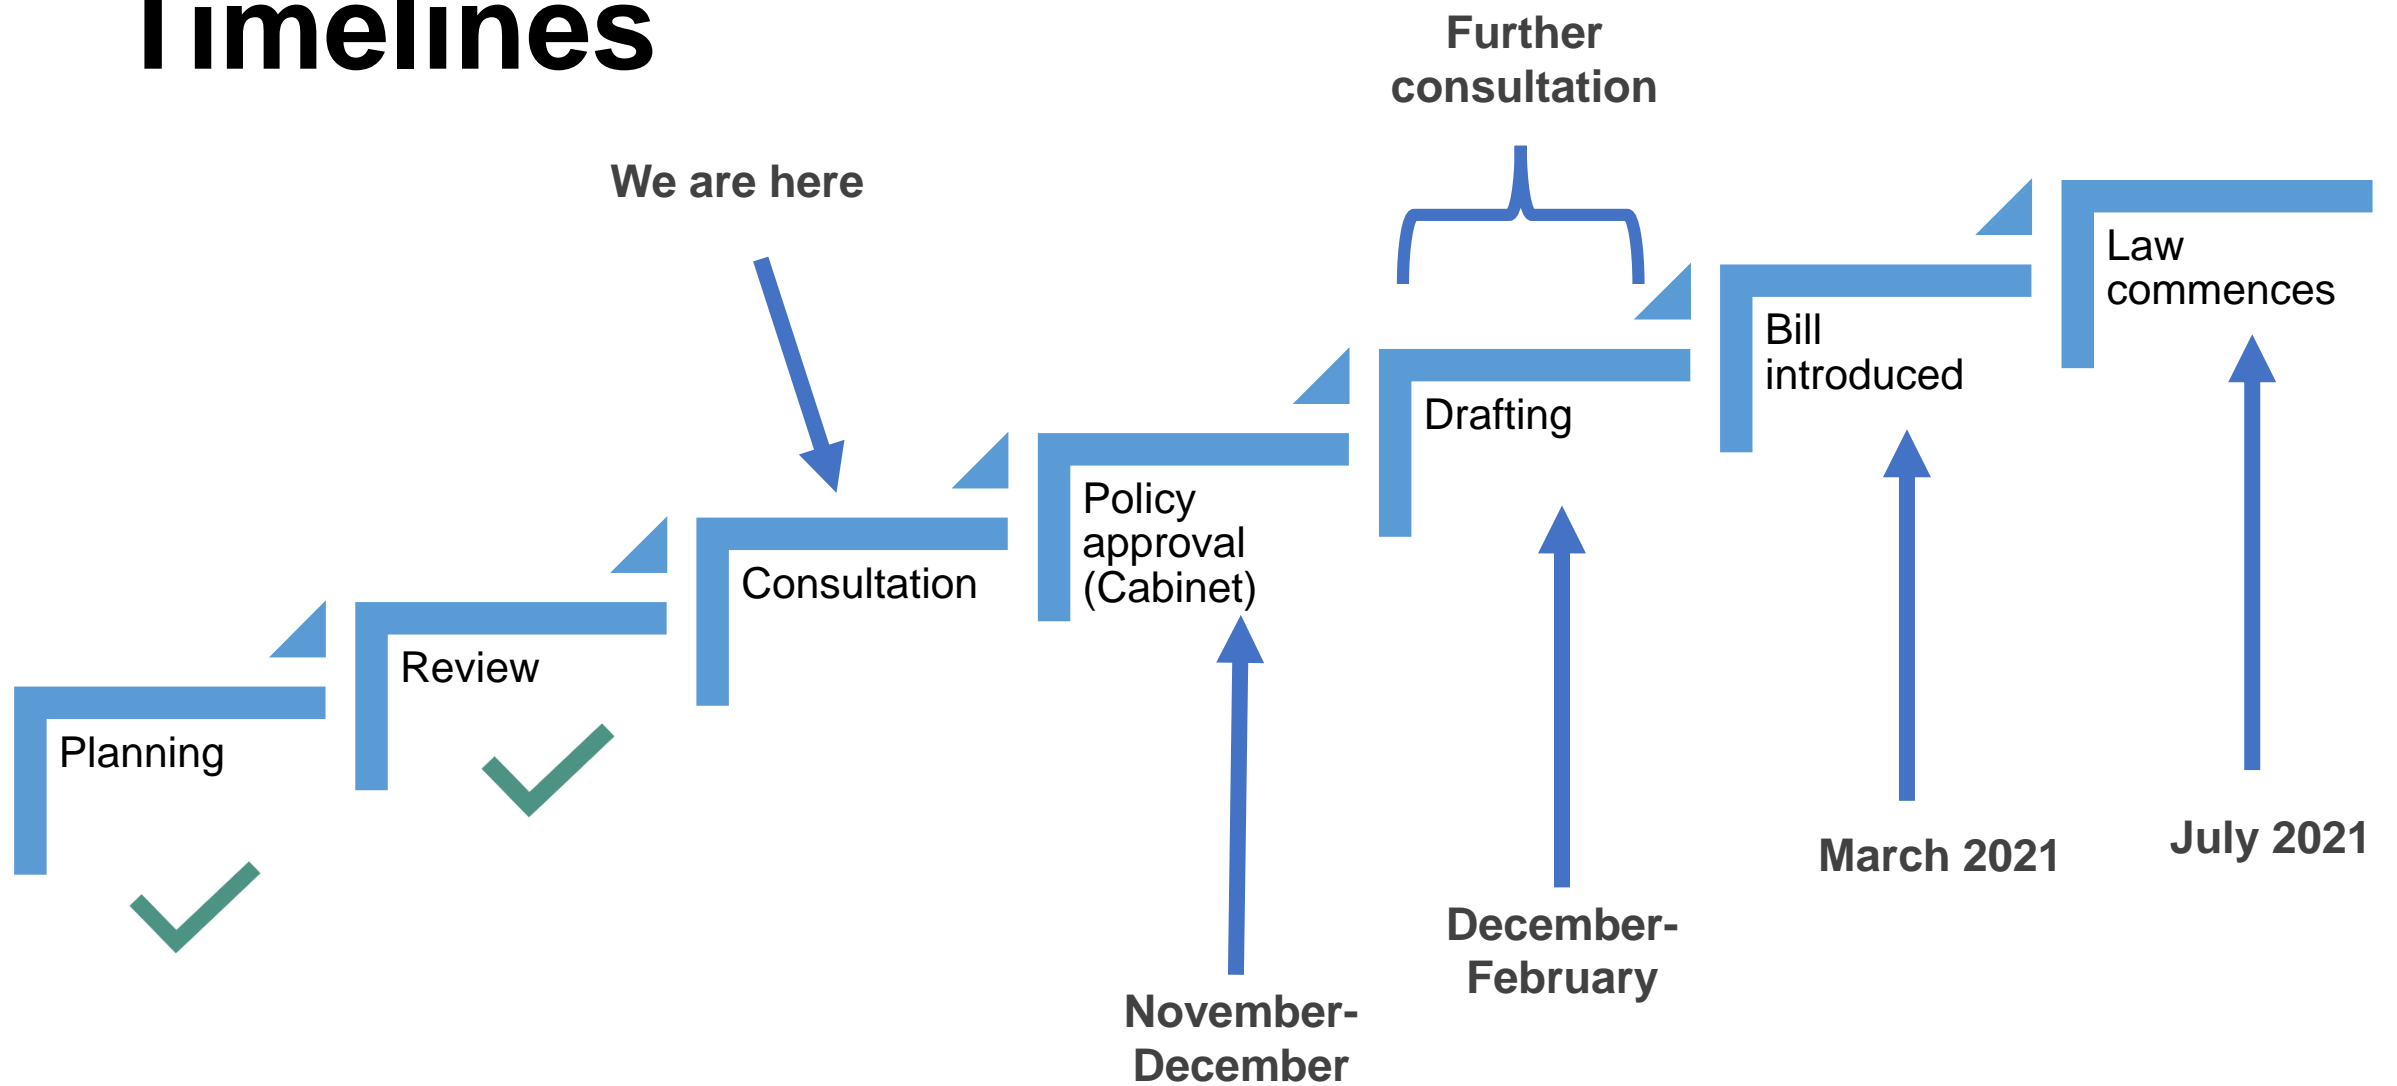 Timelines
Further
consultation
We are here
Law
commences
Bill
introduced
Drafting
Policy
approval
(Cabinet)
Consultation
Review
Planning
July 2021
March 2021
December-
February
November-
December